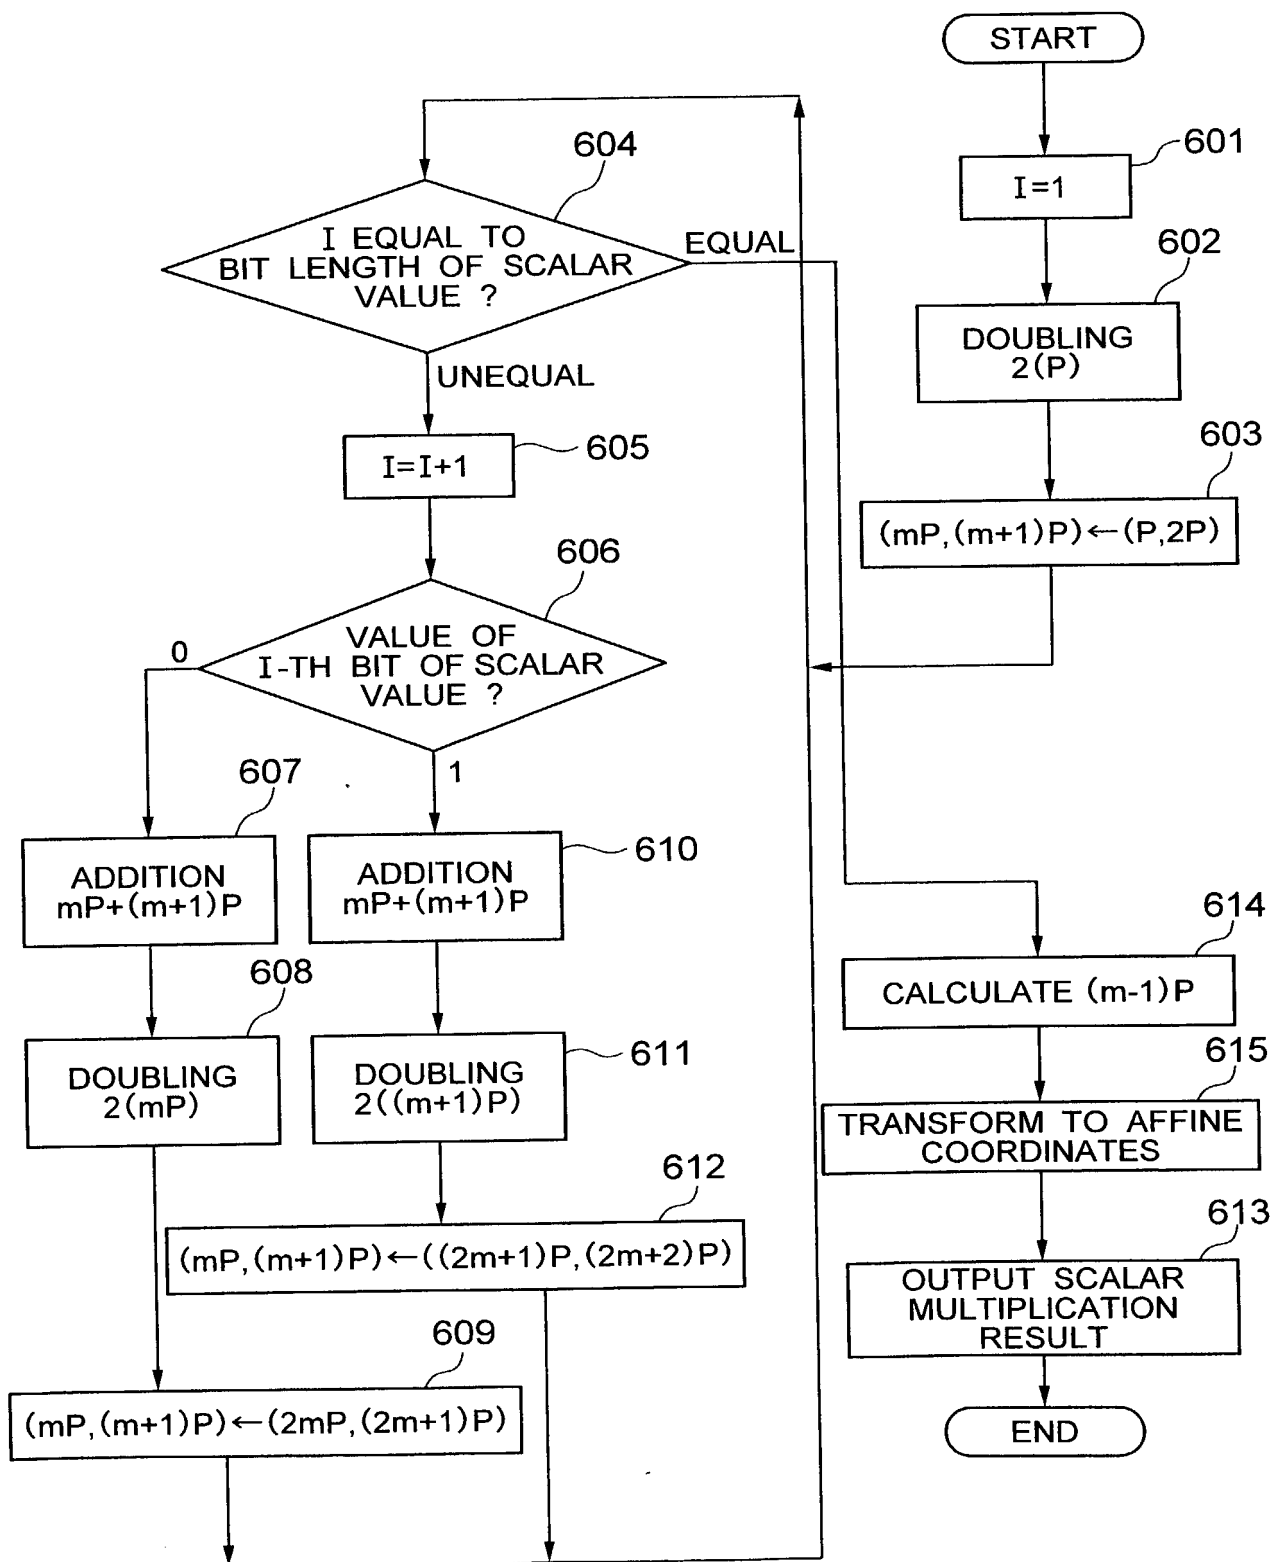 START
601
I=1
602
DOUBLING
2(P)
603
(mP,(m+1)P)←(P,2P)
604
I EQUAL TO
BIT LENGTH OF SCALAR
VALUE ?
EQUAL
UNEQUAL
605
I=I+1
606
VALUE OF
I-TH BIT OF SCALAR
VALUE ?
0
1
607
ADDITION
mP+(m+1)P
608
DOUBLING
2(mP)
609
(mP,(m+1)P)←(2mP,(2m+1)P)
610
ADDITION
mP+(m+1)P
611
DOUBLING
2((m+1)P)
612
(mP,(m+1)P)←((2m+1)P,(2m+2)P)
614
CALCULATE (m-1)P
615
TRANSFORM TO AFFINE
COORDINATES
613
OUTPUT SCALAR
MULTIPLICATION
RESULT
END